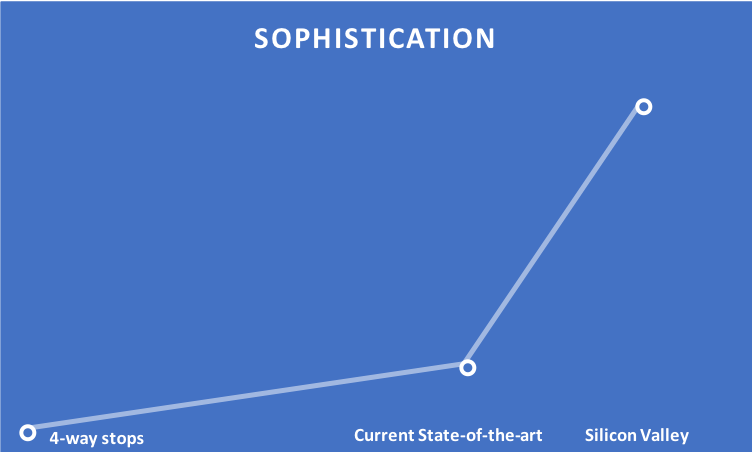 SOPHISTICATION
4-way stops
Current State-of-the-art
Silicon Valley